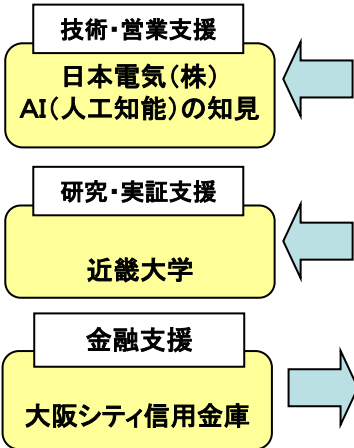 技術・営業支援
日本電気（株）
AI（人工知能）の知見
研究・実証支援
近畿大学
金融支援
大阪シティ信用金庫